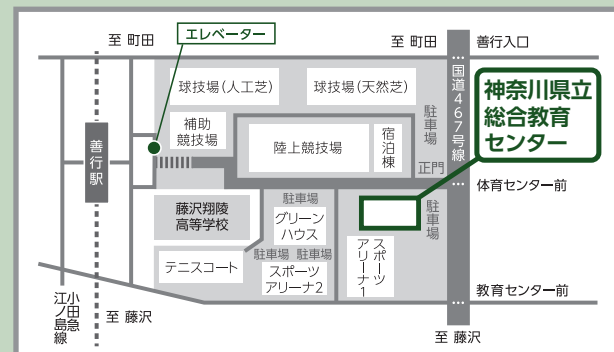 至 町田
エレベーター
至 町田
善行入口
球技場(人工芝)
球技場(天然芝)
国道467号線
神奈川県立
総合教育
センター
補助
競技場
陸上競技場
宿泊棟
駐車場
正門
善行駅
体育センター前
藤沢翔陵
高等学校
駐車場
グリーン
ハウス
駐車場
駐車場
駐車場
テニスコート
スポーツ
アリーナ2
スポーツ
アリーナ1
小田急
江ノ島線
至 藤沢
教育センター前
至 藤沢